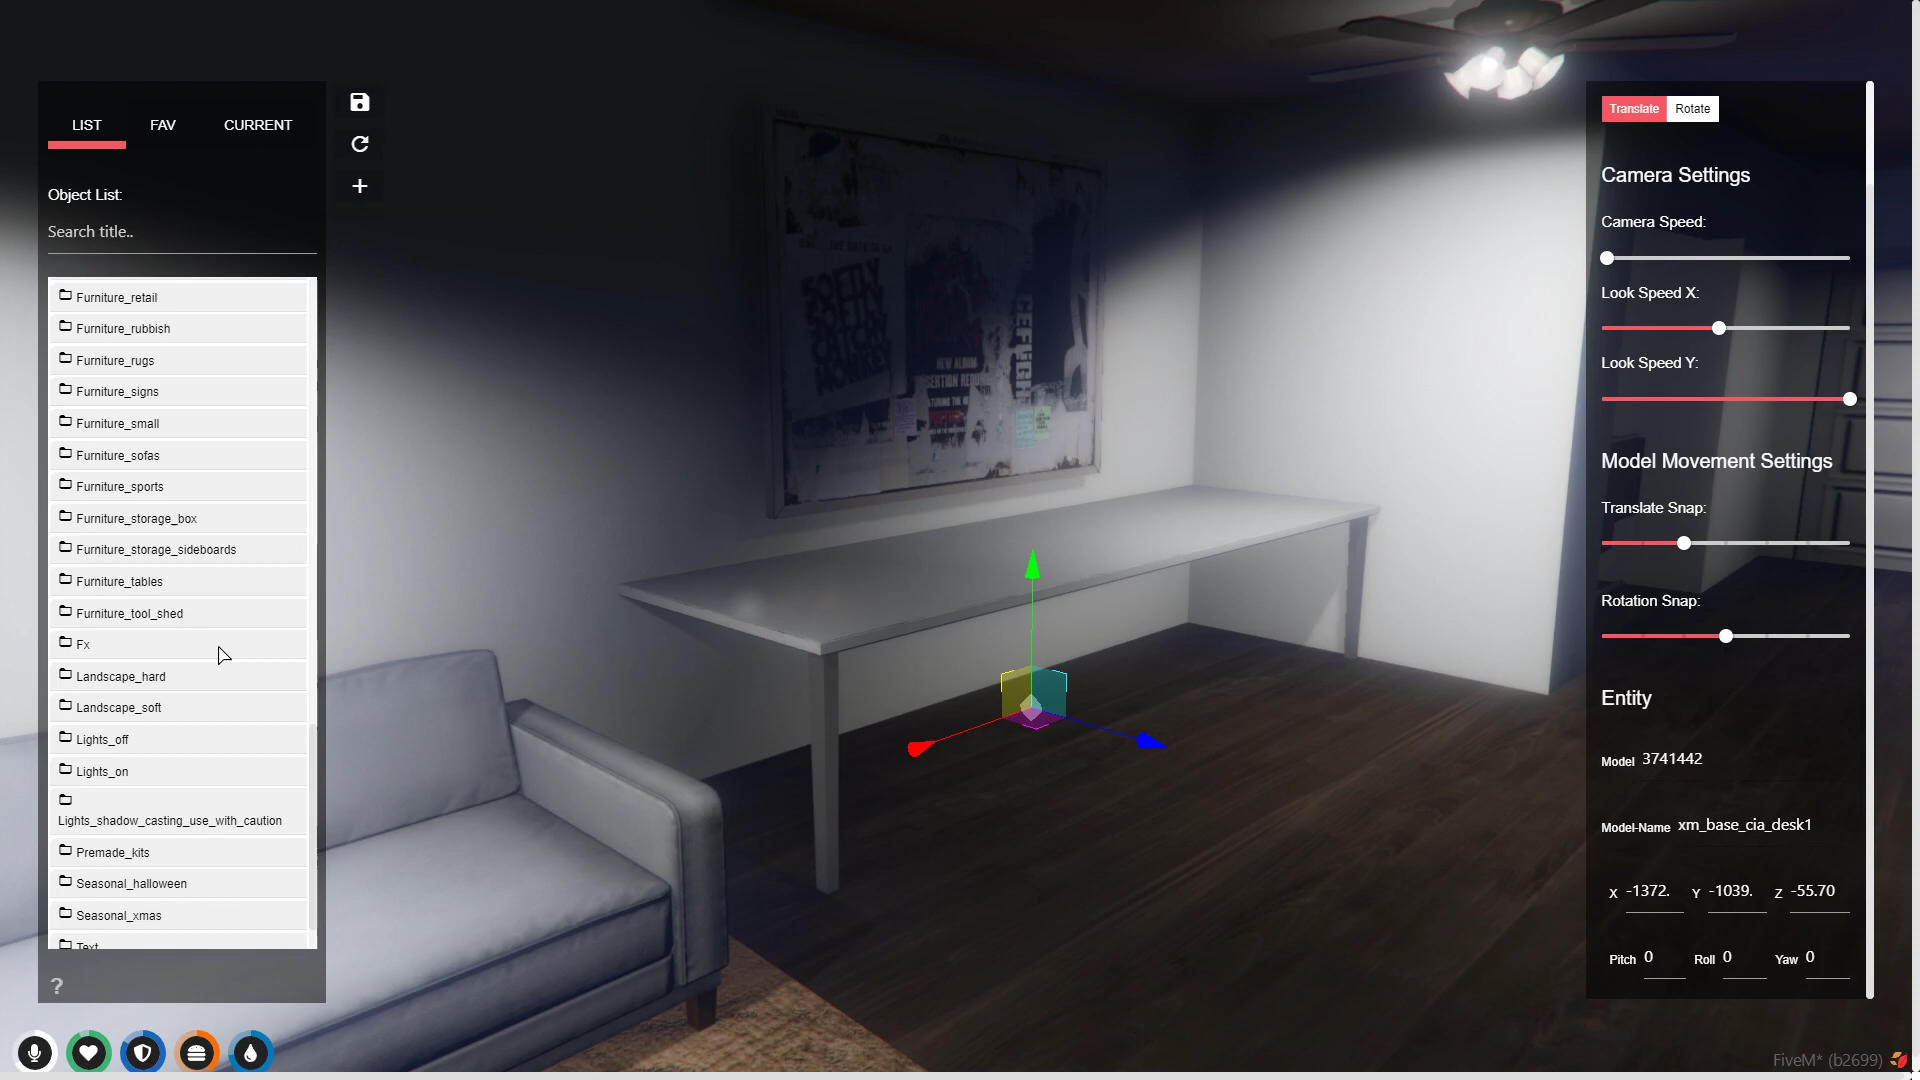 LIST FAV CURRENT
Object List:
Search title..
Furniture_retail
Furniture_rubbish
Furniture_rugs
Furniture_signs
Furniture_small
Furniture_sofas
Furniture_sports
Furniture_storage_box
Furniture_storage_sideboards
Furniture_tables
Furniture_tool_shed
Fx
Landscape_hard
Landscape_soft
Lights_off
Lights_on
Lights_shadow_casting_use_with_caution
Premade_kits
Seasonal_halloween
Seasonal_xmas
Text
?
NEW ALBUM
Translate Rotate
Camera Settings
Camera Speed:
Look Speed X:
Look Speed Y:
Model Movement Settings
Translate Snap:
Rotation Snap:
Entity
Model 3741442
Model-Name xm_base_cia_desk1
X -1372. Y -1039. Z -55.70
Pitch 0 Roll 0 Yaw 0
FiveM* (b2699)